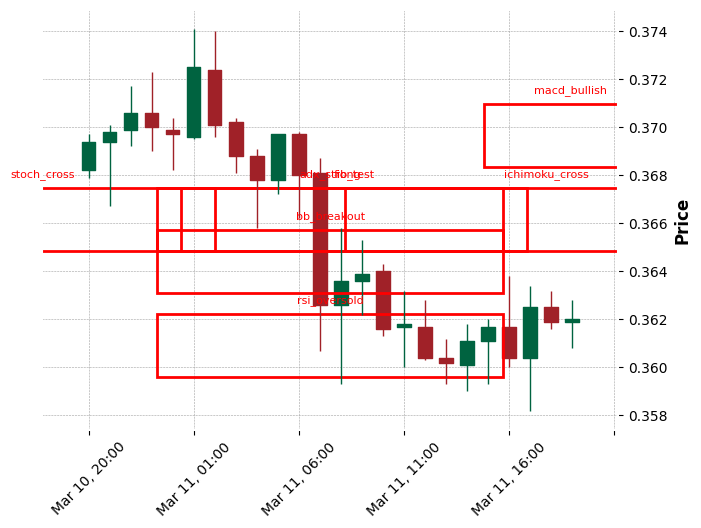 0.374
0.372
macd_bullish
0.370
stoch_cross
ichimoku_cross
0.368
bb_breakout
0.366
Price
0.364
0.362
0.360
0.358
Mar 10, 20:00
Mar 11, 01:00
Mar 11, 06:00
Mar 11, 11:00
Mar 11, 16:00